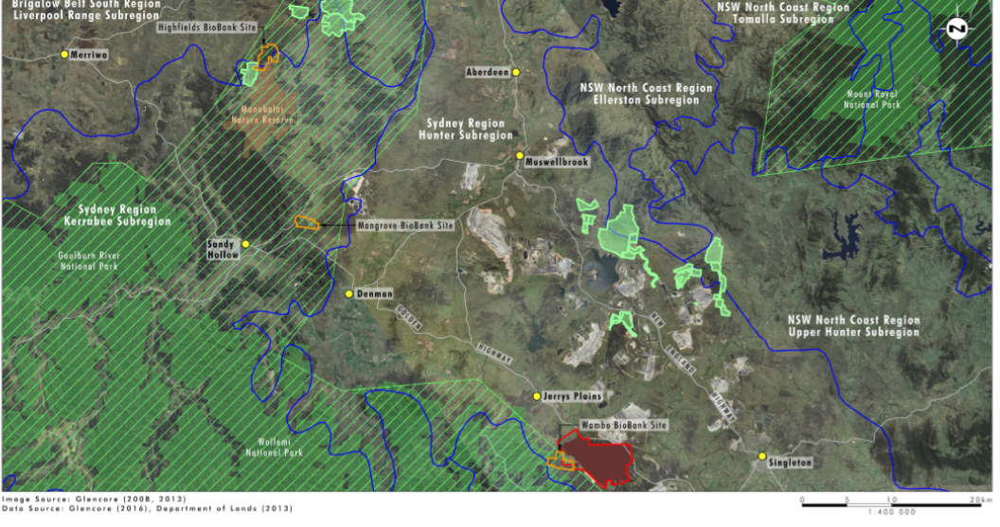 Brigalow Belt South Region
Liverpool Range Subregion
NSW North Coast Region
Tomalla Subregion
N
Highfields BioBank Site
Merriwa
Aberdeen
NSW North Coast Region
Ellerston Subregion
Mount Royal
National Park
Manobalai
Nature Reserve
Sydney Region
Hunter Subregion
Muswellbrook
Sydney Region
Kerrabee Subregion
Mangrove BioBank Site
Sandy
Hollow
Goulburn River
National Park
Denman
GOLDEN
HIGHWAY
NEW
ENGLAND
HIGHWAY
NSW North Coast Region
Upper Hunter Subregion
Jerrys Plains
Wambo BioBank Site
Wollemi
National Park
Singleton
Image Source: Glencore (2008, 2013)
Data Source: Glencore (2016), Department of Lands (2013)
0 5 10 20km
1:400 000